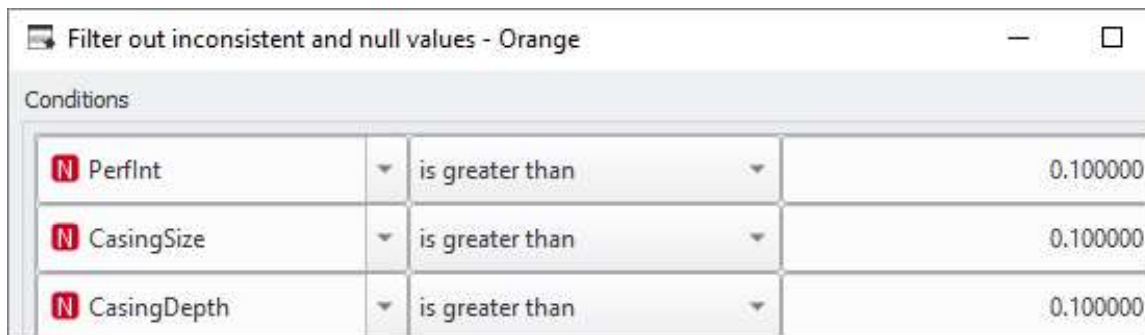 Filter out inconsistent and null values - Orange
Conditions
N PerfInt is greater than 0.100000
N CasingSize is greater than 0.100000
N CasingDepth is greater than 0.100000